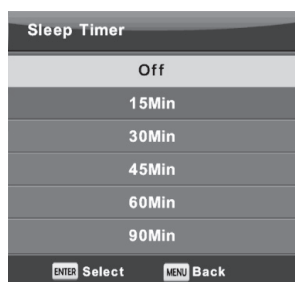 Sleep Timer
Off
15Min
30Min
45Min
60Min
90Min
ENTER Select MENU Back